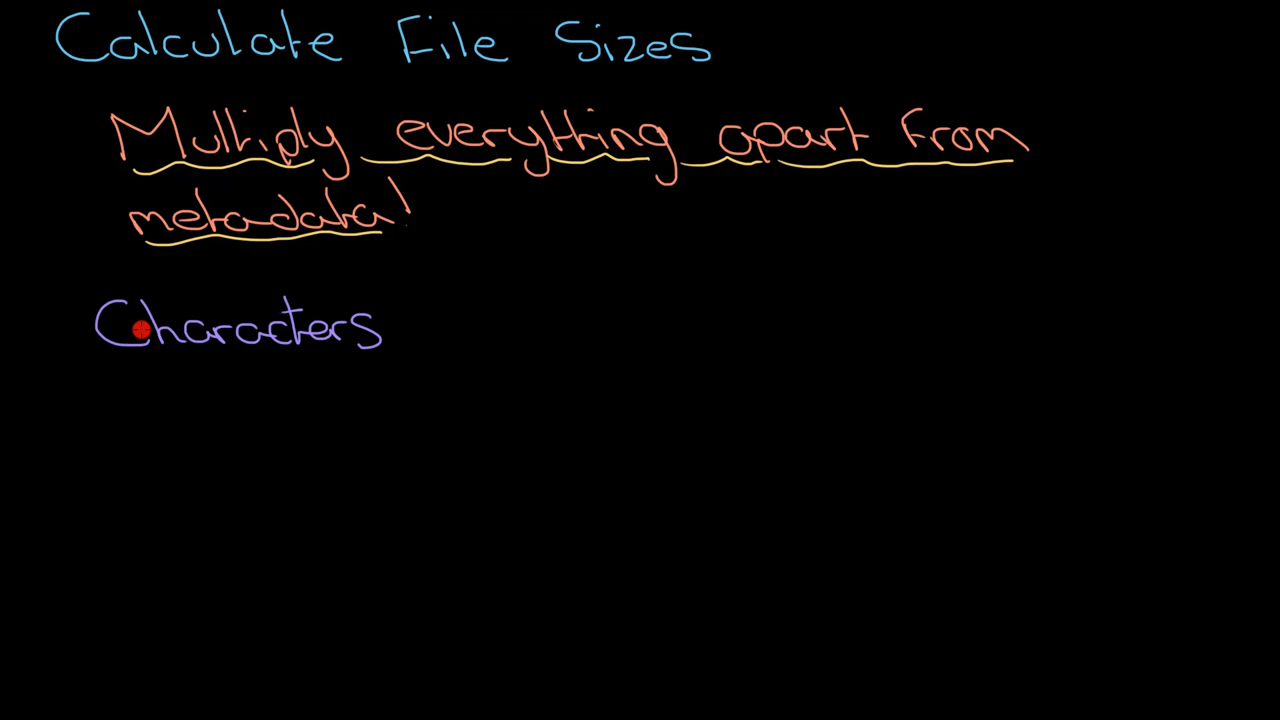 Calculate File Sizes
Multiply everything apart from
metadata!
Characters